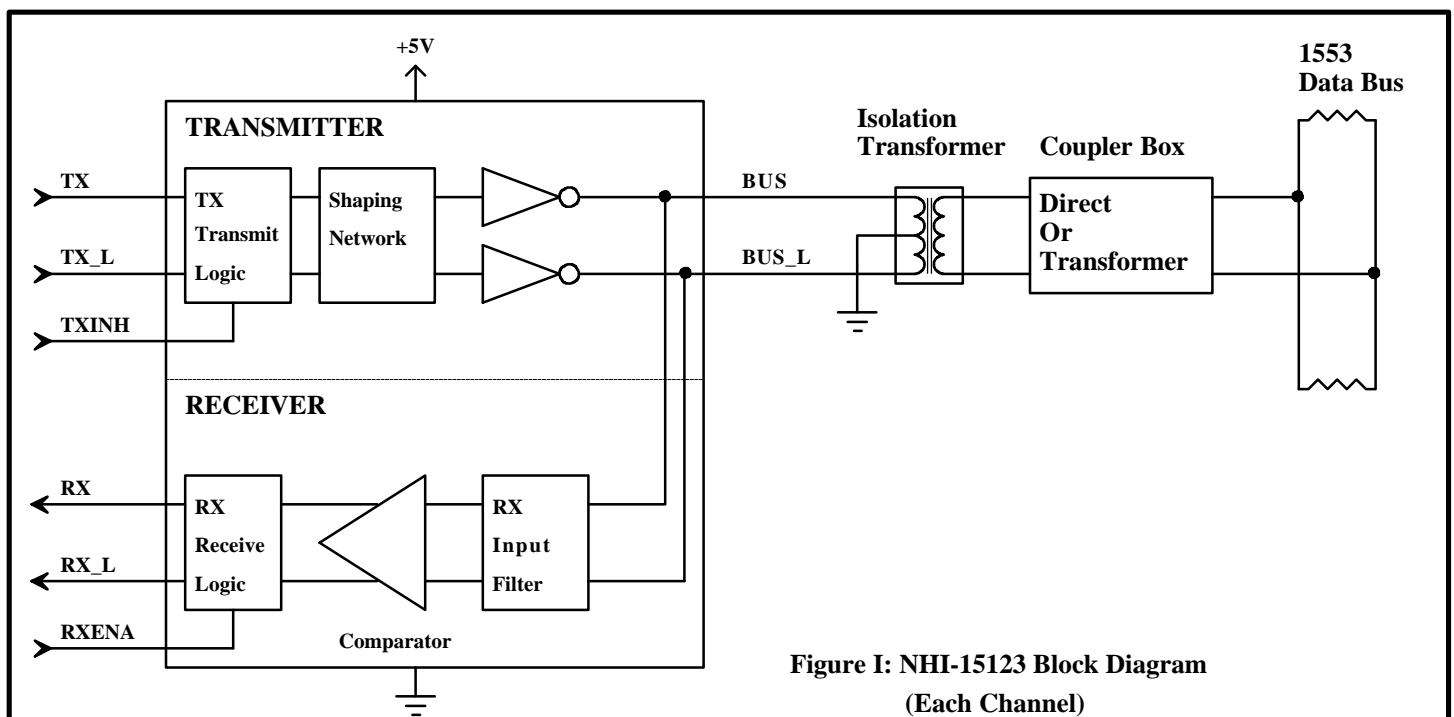 +5V
1553
Data Bus
TRANSMITTER
Isolation
Transformer
Coupler Box
TX
TX
Transmit
Logic
Shaping
Network
BUS
Direct
Or
Transformer
TX_L
BUS_L
TXINH
RECEIVER
RX
RX
Receive
Logic
RX
Input
Filter
RX_L
RXENA
Comparator
Figure I: NHI-15123 Block Diagram
(Each Channel)